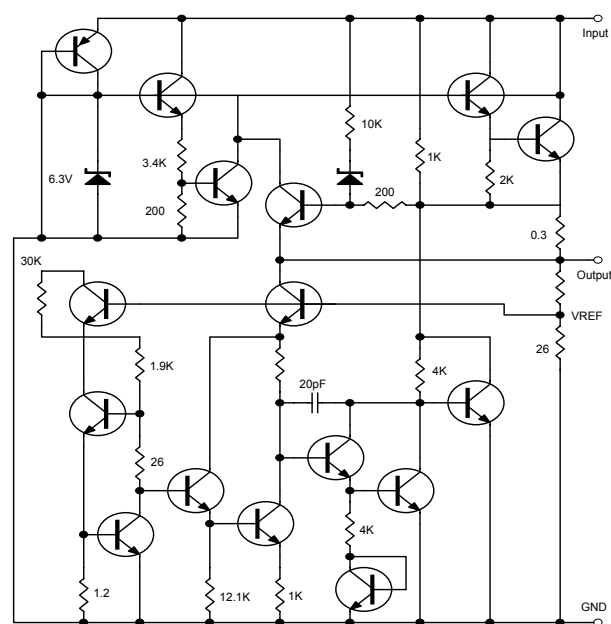 Input
10K
3.4K
1K
6.3V
2K
200
200
0.3
30K
Output
VREF
1.9K
26
20pF
4K
26
4K
1.2
12.1K
1K
GND